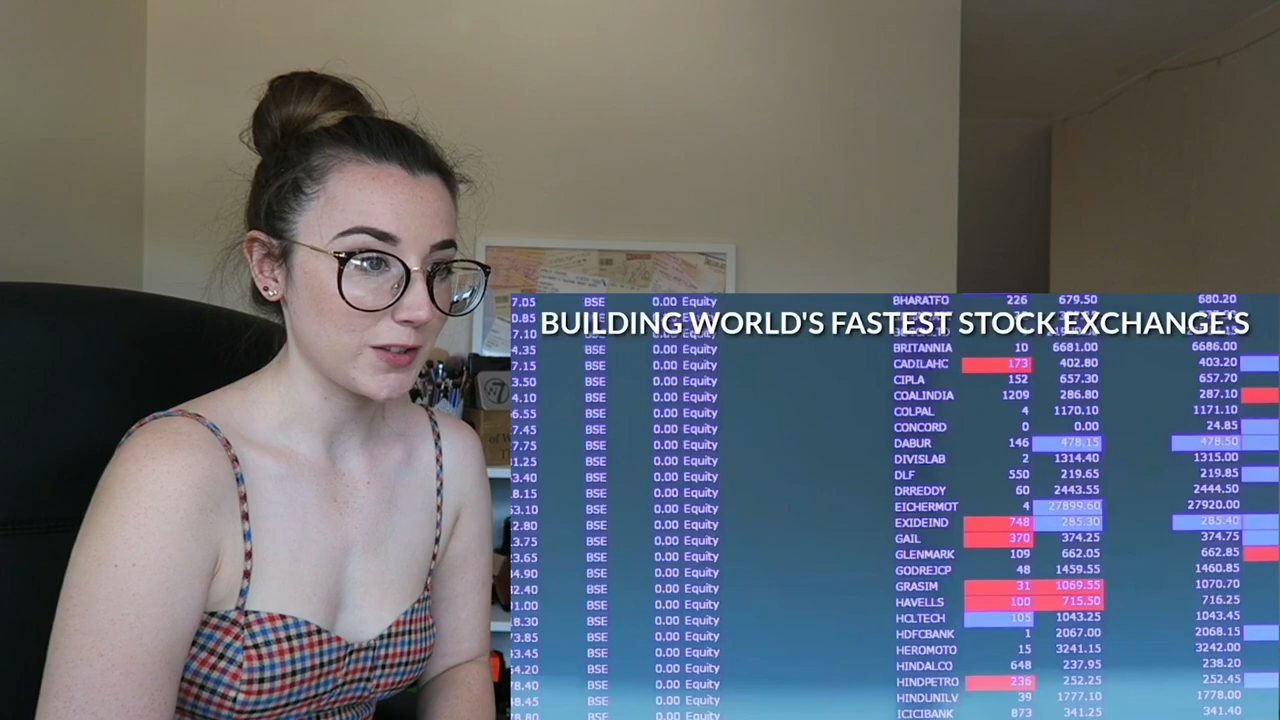 7.05 BSE 0.00 Equity BHARATFO 226 679.50 680.20
BUILDING WORLD'S FASTEST STOCK EXCHANGE'S
0.85
7.10
4.35 BSE 0.00 Equity BRITANNIA 10 6681.00 6686.00
7.15 BSE 0.00 Equity CADILAHC 173 402.80 403.20
3.50 BSE 0.00 Equity CIPLA 152 657.30 657.70
4.10 BSE 0.00 Equity COALINDIA 1209 286.80 287.10
6.55 BSE 0.00 Equity COLPAL 4 1170.10 1171.10
7.45 BSE 0.00 Equity CONCORD 0 0.00 24.85
7.75 BSE 0.00 Equity DABUR 146 478.15 478.50
1.25 BSE 0.00 Equity DIVISLAB 2 1314.40 1315.00
3.40 BSE 0.00 Equity DLF 550 219.65 219.85
8.15 BSE 0.00 Equity DRREDDY 60 2443.55 2444.50
3.10 BSE 0.00 Equity EICHERMOT 4 27899.60 27920.00
2.80 BSE 0.00 Equity EXIDEIND 748 285.30 285.40
3.75 BSE 0.00 Equity GAIL 370 374.25 374.75
3.65 BSE 0.00 Equity GLENMARK 109 662.05 662.85
4.90 BSE 0.00 Equity GODREJCP 48 1459.55 1460.85
2.40 BSE 0.00 Equity GRASIM 31 1069.55 1070.70
1.00 BSE 0.00 Equity HAVELLS 100 715.50 716.25
8.30 BSE 0.00 Equity HCLTECH 105 1043.25 1043.45
3.85 BSE 0.00 Equity HDFCBANK 1 2067.00 2068.15
3.45 BSE 0.00 Equity HEROMOTO 15 3241.15 3242.00
4.20 BSE 0.00 Equity HINDALCO 648 237.95 238.20
8.40 BSE 0.00 Equity HINDPETRO 236 252.25 252.45
8.45 BSE 0.00 Equity HINDUNILV 39 1777.10 1778.00
8.80 BSE 0.00 Equity ICICIBANK 873 341.25 341.40